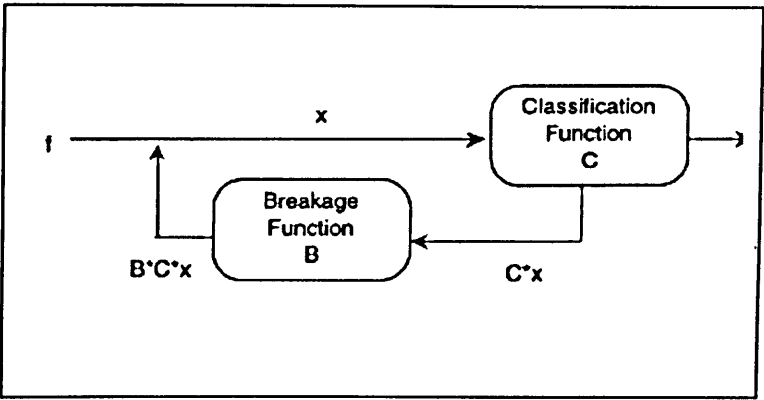 x
Classification
Function
C
f
Breakage
Function
B
B*C*x
C*x